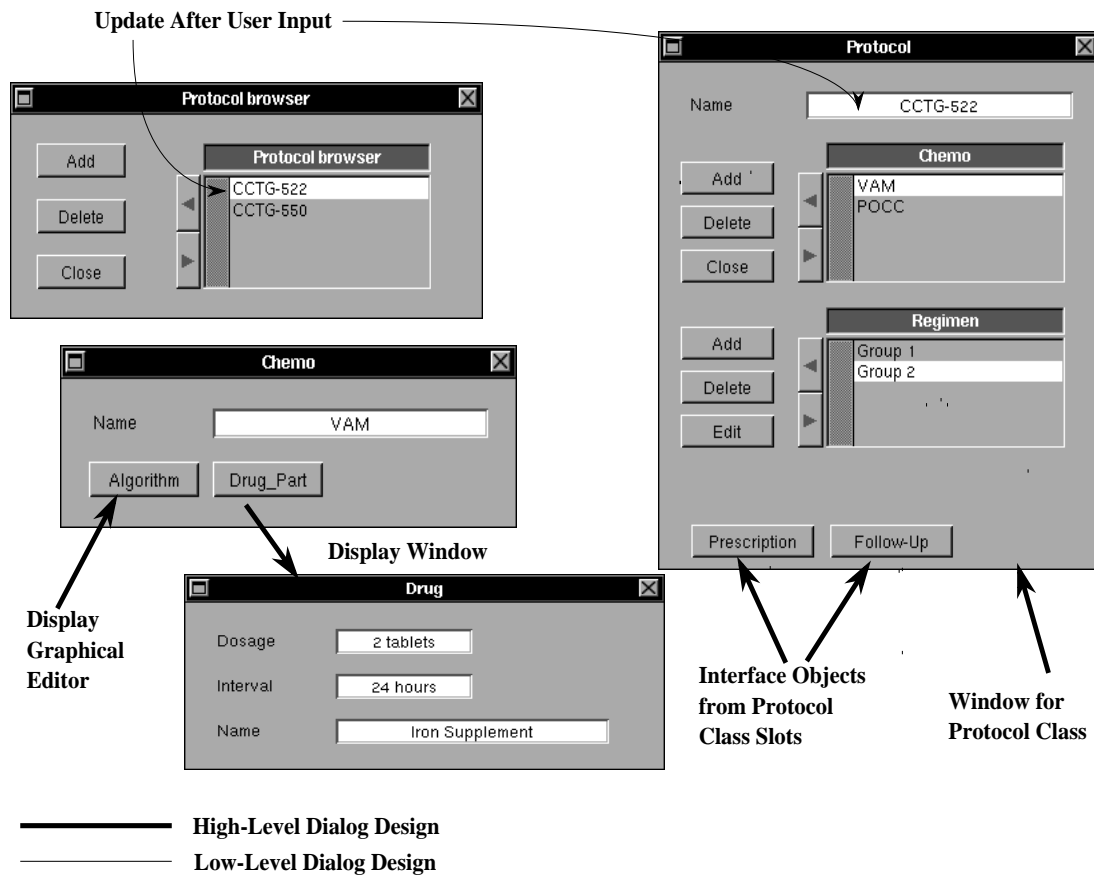 Update After User Input
Protocol browser
Add
Delete
Close
Protocol browser
CCTG-522
CCTG-550
Protocol
Name
CCTG-522
Add
Delete
Close
Chemo
VAM
POCC
Add
Delete
Edit
Regimen
Group 1
Group 2
Prescription
Follow-Up
Chemo
Name
VAM
Algorithm
Drug_Part
Display Window
Display
Graphical
Editor
Drug
Dosage
2 tablets
Interval
24 hours
Name
Iron Supplement
Interface Objects
from Protocol
Class Slots
Window for
Protocol Class
High-Level Dialog Design
Low-Level Dialog Design